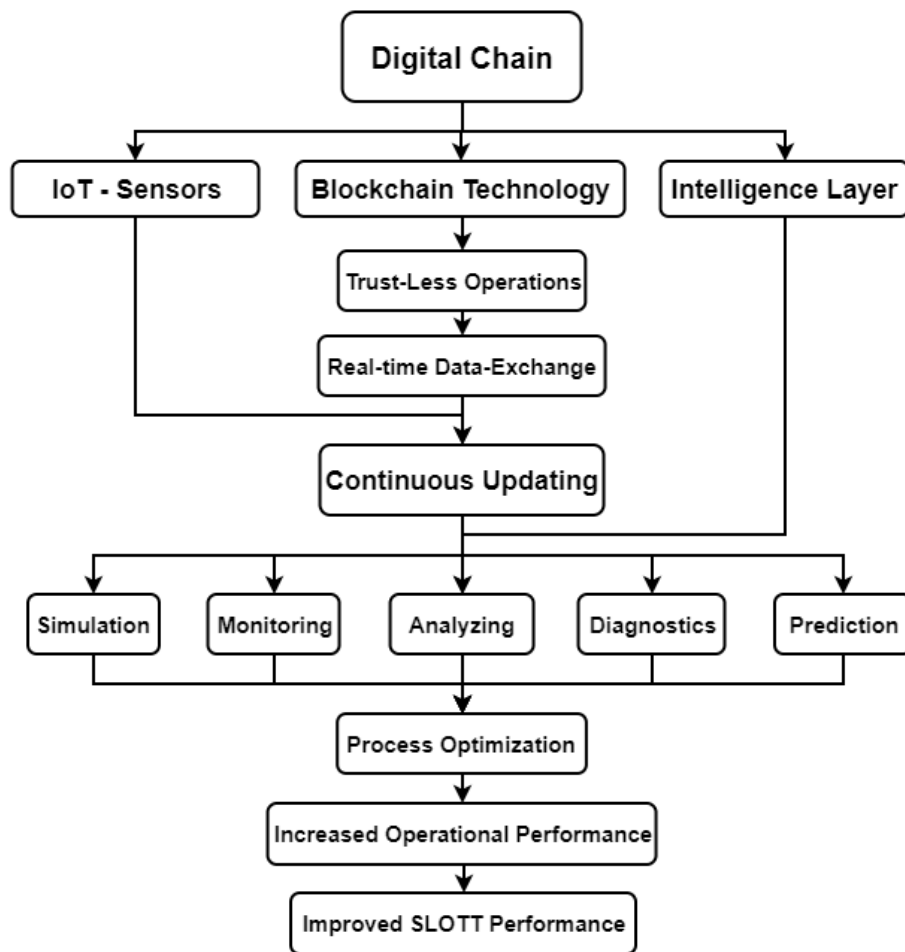 Digital Chain
IoT - Sensors
Blockchain Technology
Intelligence Layer
Trust-Less Operations
Real-time Data-Exchange
Continuous Updating
Simulation
Monitoring
Analyzing
Diagnostics
Prediction
Process Optimization
Increased Operational Performance
Improved SLOTT Performance